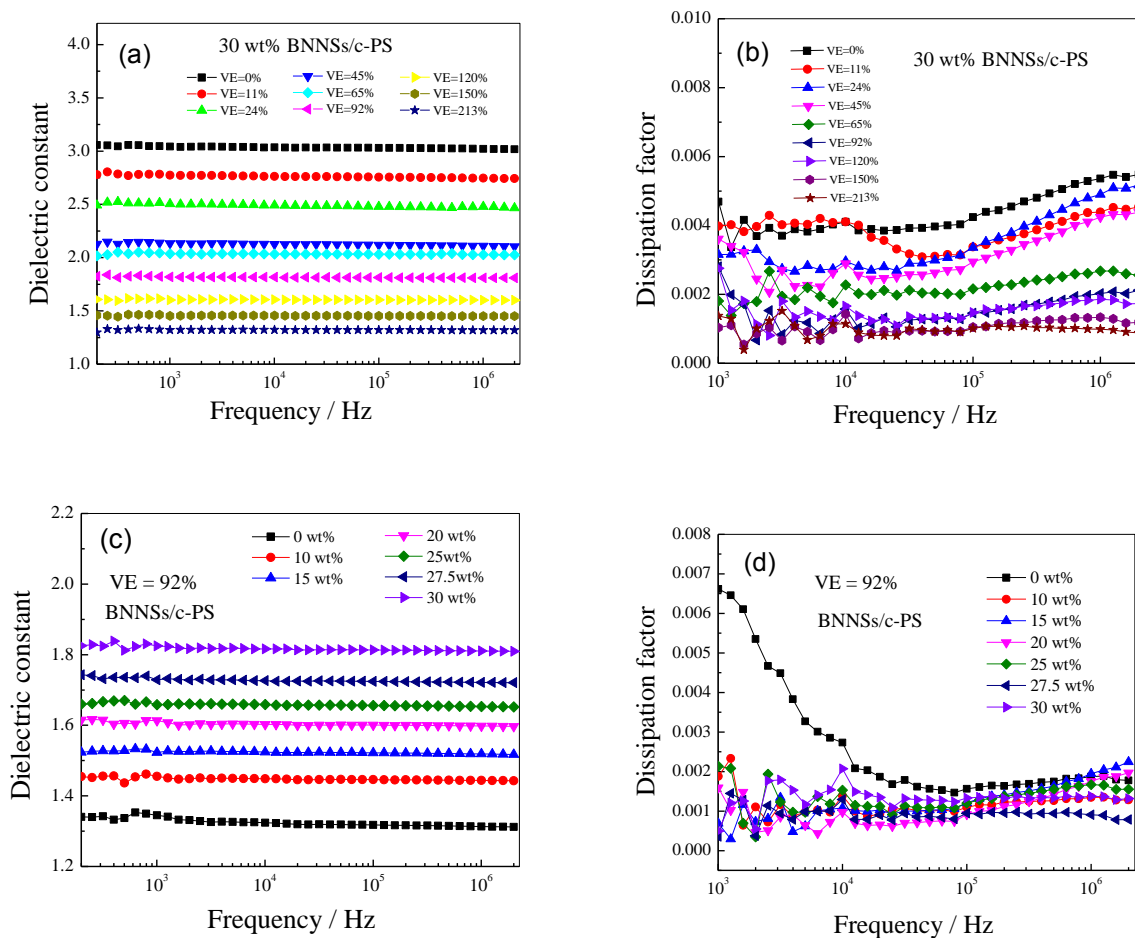 (a)
30 wt% BNNSs/c-PS
VE=0%
VE=11%
VE=24%
VE=45%
VE=65%
VE=92%
VE=120%
VE=150%
VE=213%
4.0
3.5
3.0
2.5
2.0
1.5
1.0
Dielectric constant
10³
10⁴
10⁵
10⁶
Frequency / Hz
(b)
30 wt% BNNSs/c-PS
VE=0%
VE=11%
VE=24%
VE=45%
VE=65%
VE=92%
VE=120%
VE=150%
VE=213%
0.010
0.008
0.006
0.004
0.002
0.000
Dissipation factor
10³
10⁴
10⁵
10⁶
Frequency / Hz
(c)
VE = 92%
BNNSs/c-PS
0 wt%
10 wt%
15 wt%
20 wt%
25wt%
27.5wt%
30 wt%
2.2
2.0
1.8
1.6
1.4
1.2
Dielectric constant
10³
10⁴
10⁵
10⁶
Frequency / Hz
(d)
VE = 92%
BNNSs/c-PS
0 wt%
10 wt%
15 wt%
20 wt%
25 wt%
27.5 wt%
30 wt%
0.008
0.007
0.006
0.005
0.004
0.003
0.002
0.001
0.000
Dissipation factor
10³
10⁴
10⁵
10⁶
Frequency / Hz